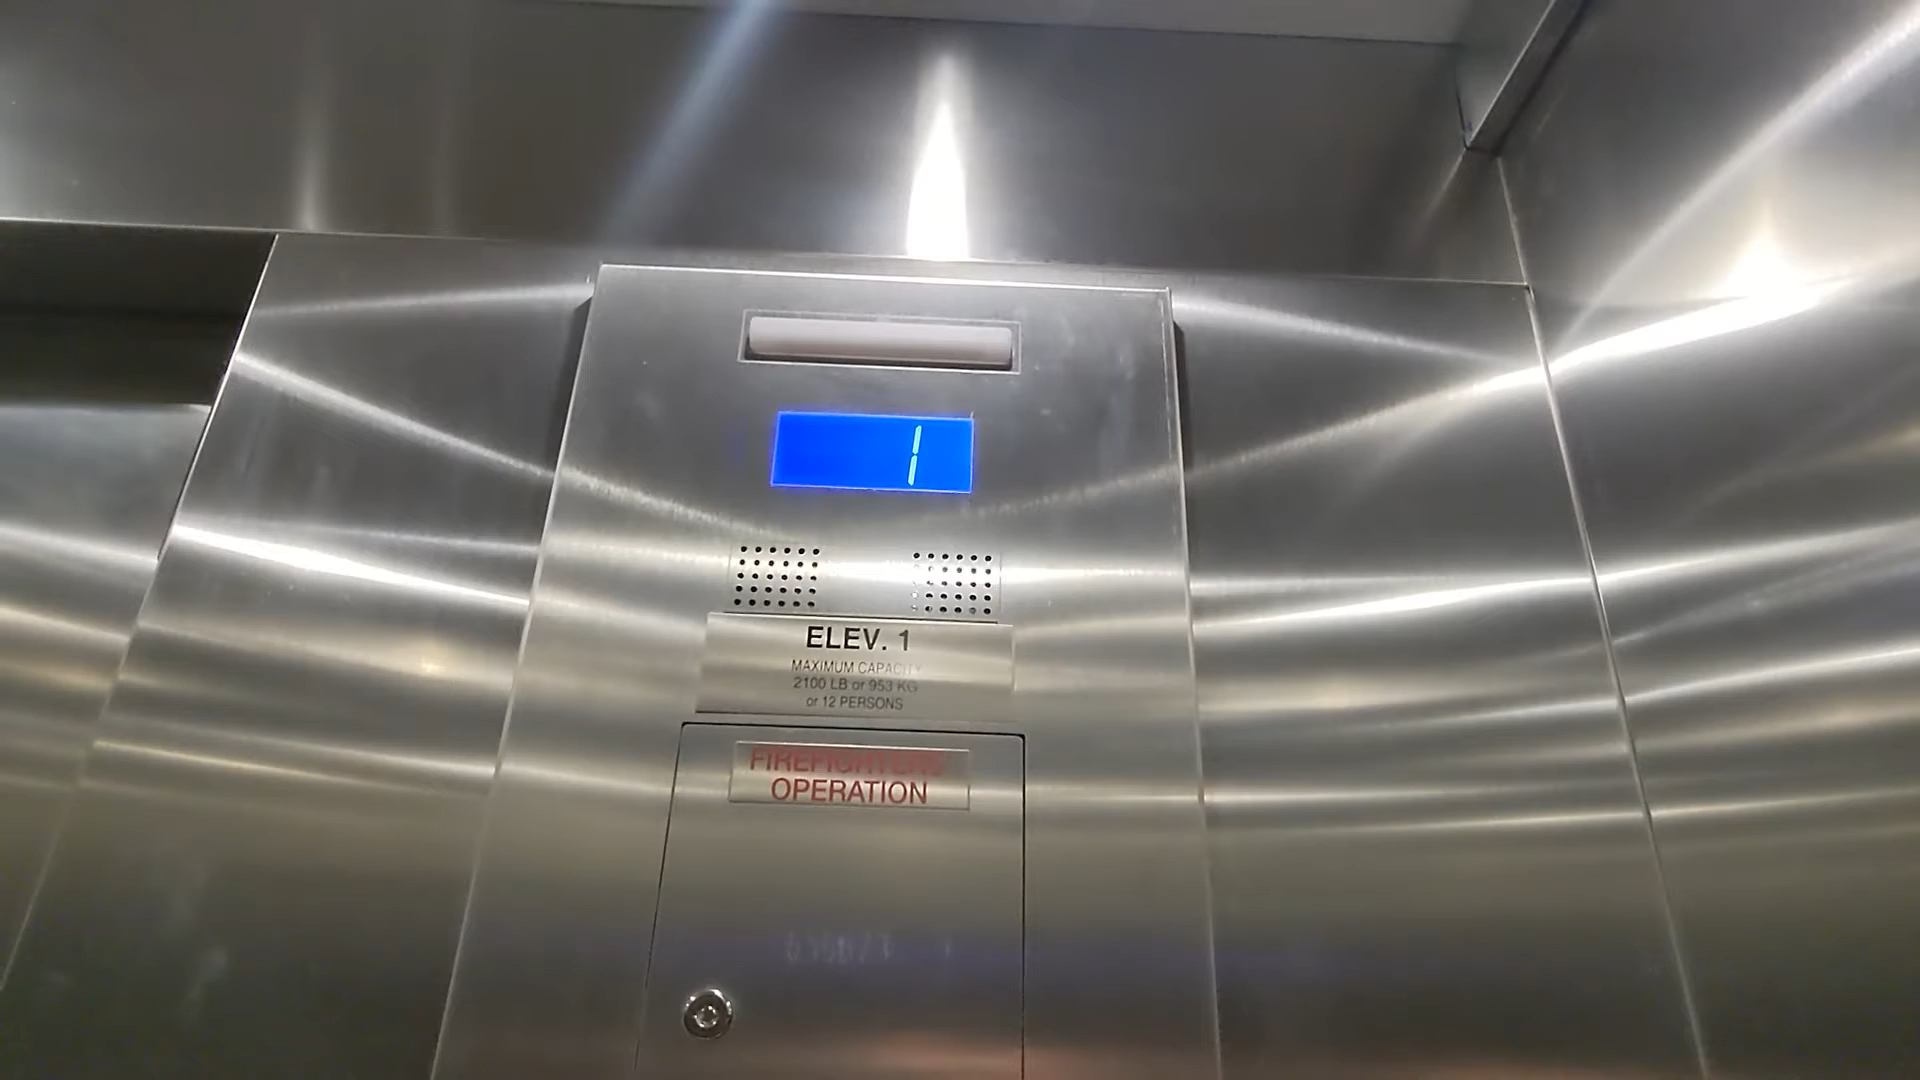 1
ELEV. 1
MAXIMUM CAPACITY
2100 LB or 953 KG
or 12 PERSONS
FIREFIGHTERS'
OPERATION